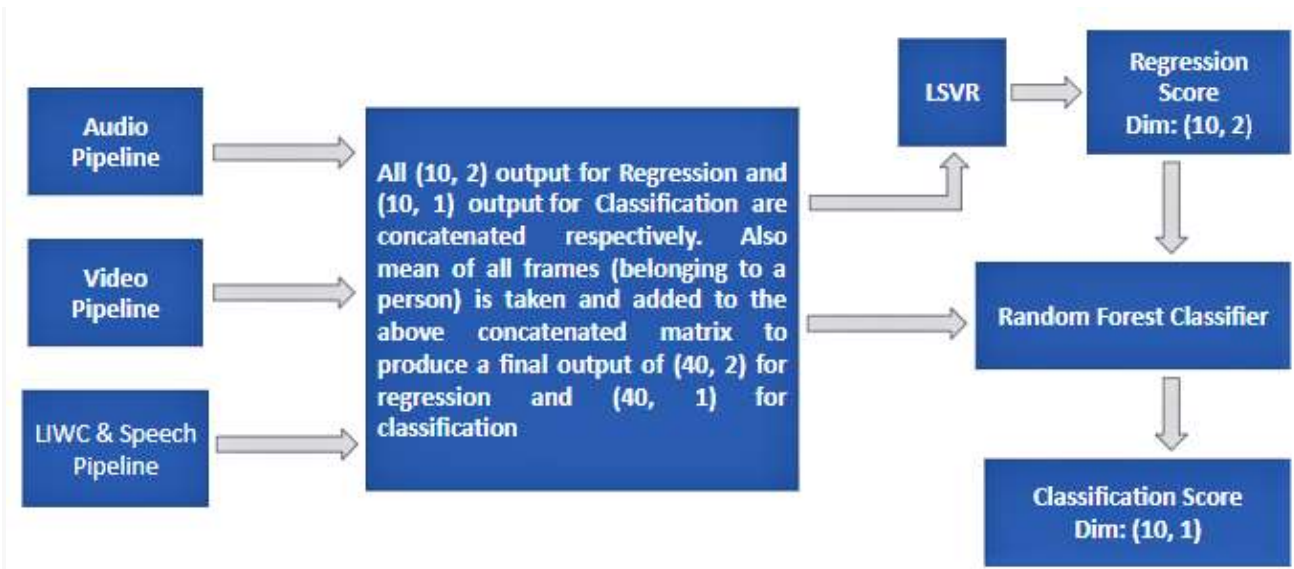 Audio
Pipeline
Video
Pipeline
LIWC & Speech
Pipeline
All (10, 2) output for Regression and
(10, 1) output for Classification are
concatenated respectively. Also
mean of all frames (belonging to a
person) is taken and added to the
above concatenated matrix to
produce a final output of (40, 2) for
regression and (40, 1) for
classification
LSVR
Regression
Score
Dim: (10, 2)
Random Forest Classifier
Classification Score
Dim: (10, 1)